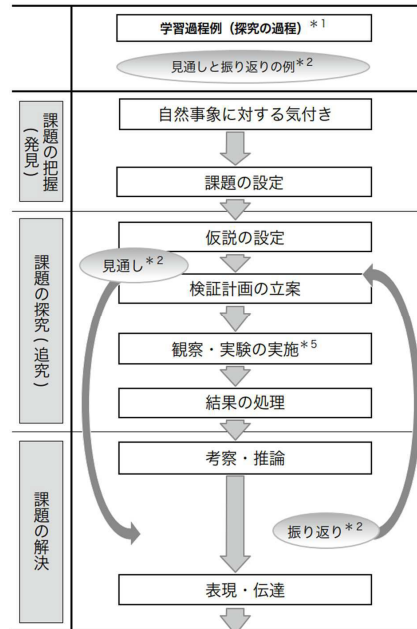 学習過程例（探究の過程）＊1
見通しと振り返りの例＊2
課題の把握（発見）
自然事象に対する気付き
課題の設定
課題の探究（追究）
仮説の設定
見通し＊2
検証計画の立案
観察・実験の実施＊5
結果の処理
課題の解決
考察・推論
振り返り＊2
表現・伝達